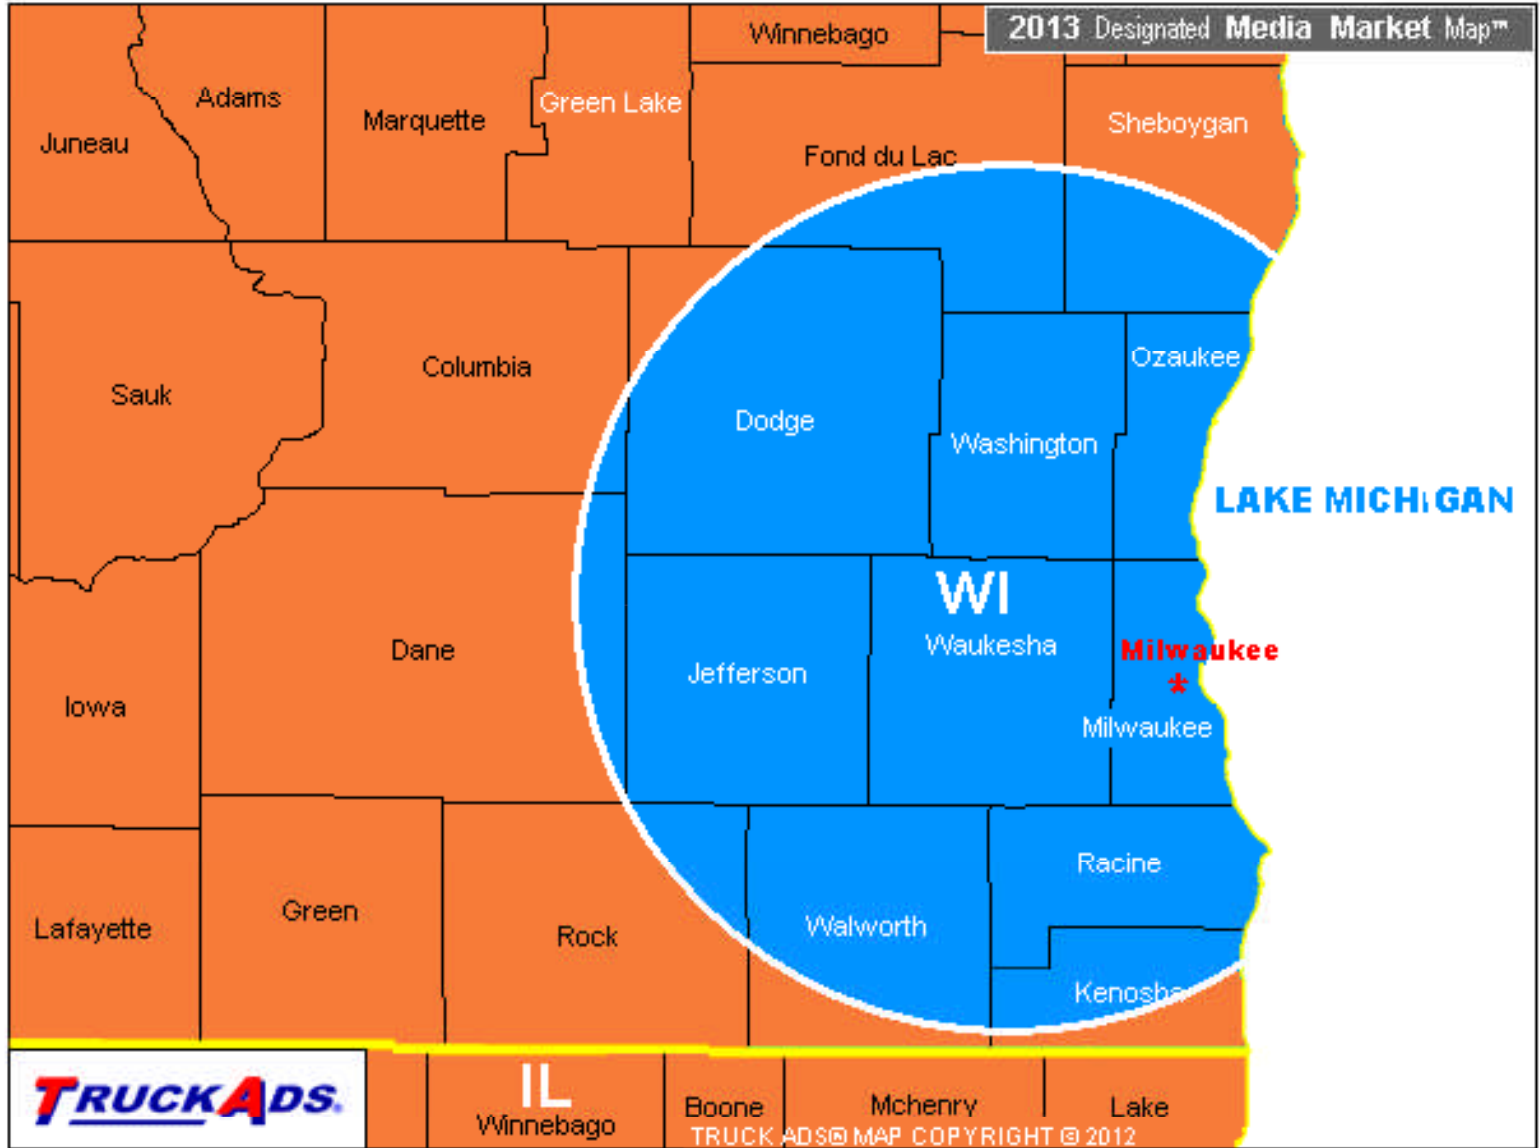 2013 Designated Media Market Map™
Winnebago
Adams
Green Lake
Marquette
Sheboygan
Juneau
Fond du Lac
Ozaukee
Columbia
Sauk
Dodge
Washington
LAKE MICHIGAN
WI
Waukesha
Dane
Milwaukee
*
Jefferson
Iowa
Milwaukee
Racine
Green
Walworth
Lafayette
Rock
Kenosha
IL
TRUCKADS.
Boone
Mchenry
Lake
Winnebago
TRUCK ADS® MAP COPYRIGHT © 2012